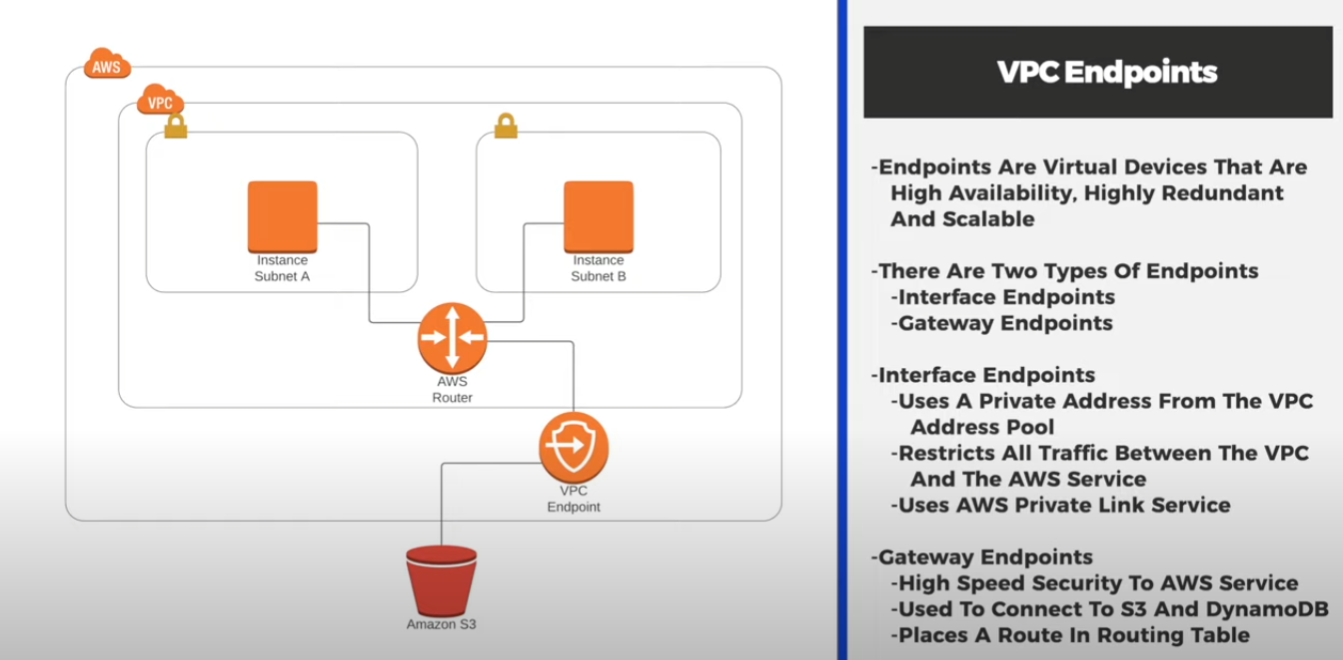 AWS
VPC
Instance
Subnet A
Instance
Subnet B
AWS
Router
VPC
Endpoint
Amazon S3
VPC Endpoints
-Endpoints Are Virtual Devices That Are
High Availability, Highly Redundant
And Scalable
-There Are Two Types Of Endpoints
-Interface Endpoints
-Gateway Endpoints
-Interface Endpoints
-Uses A Private Address From The VPC
Address Pool
-Restricts All Traffic Between The VPC
And The AWS Service
-Uses AWS Private Link Service
-Gateway Endpoints
-High Speed Security To AWS Service
-Used To Connect To S3 And DynamoDB
-Places A Route In Routing Table